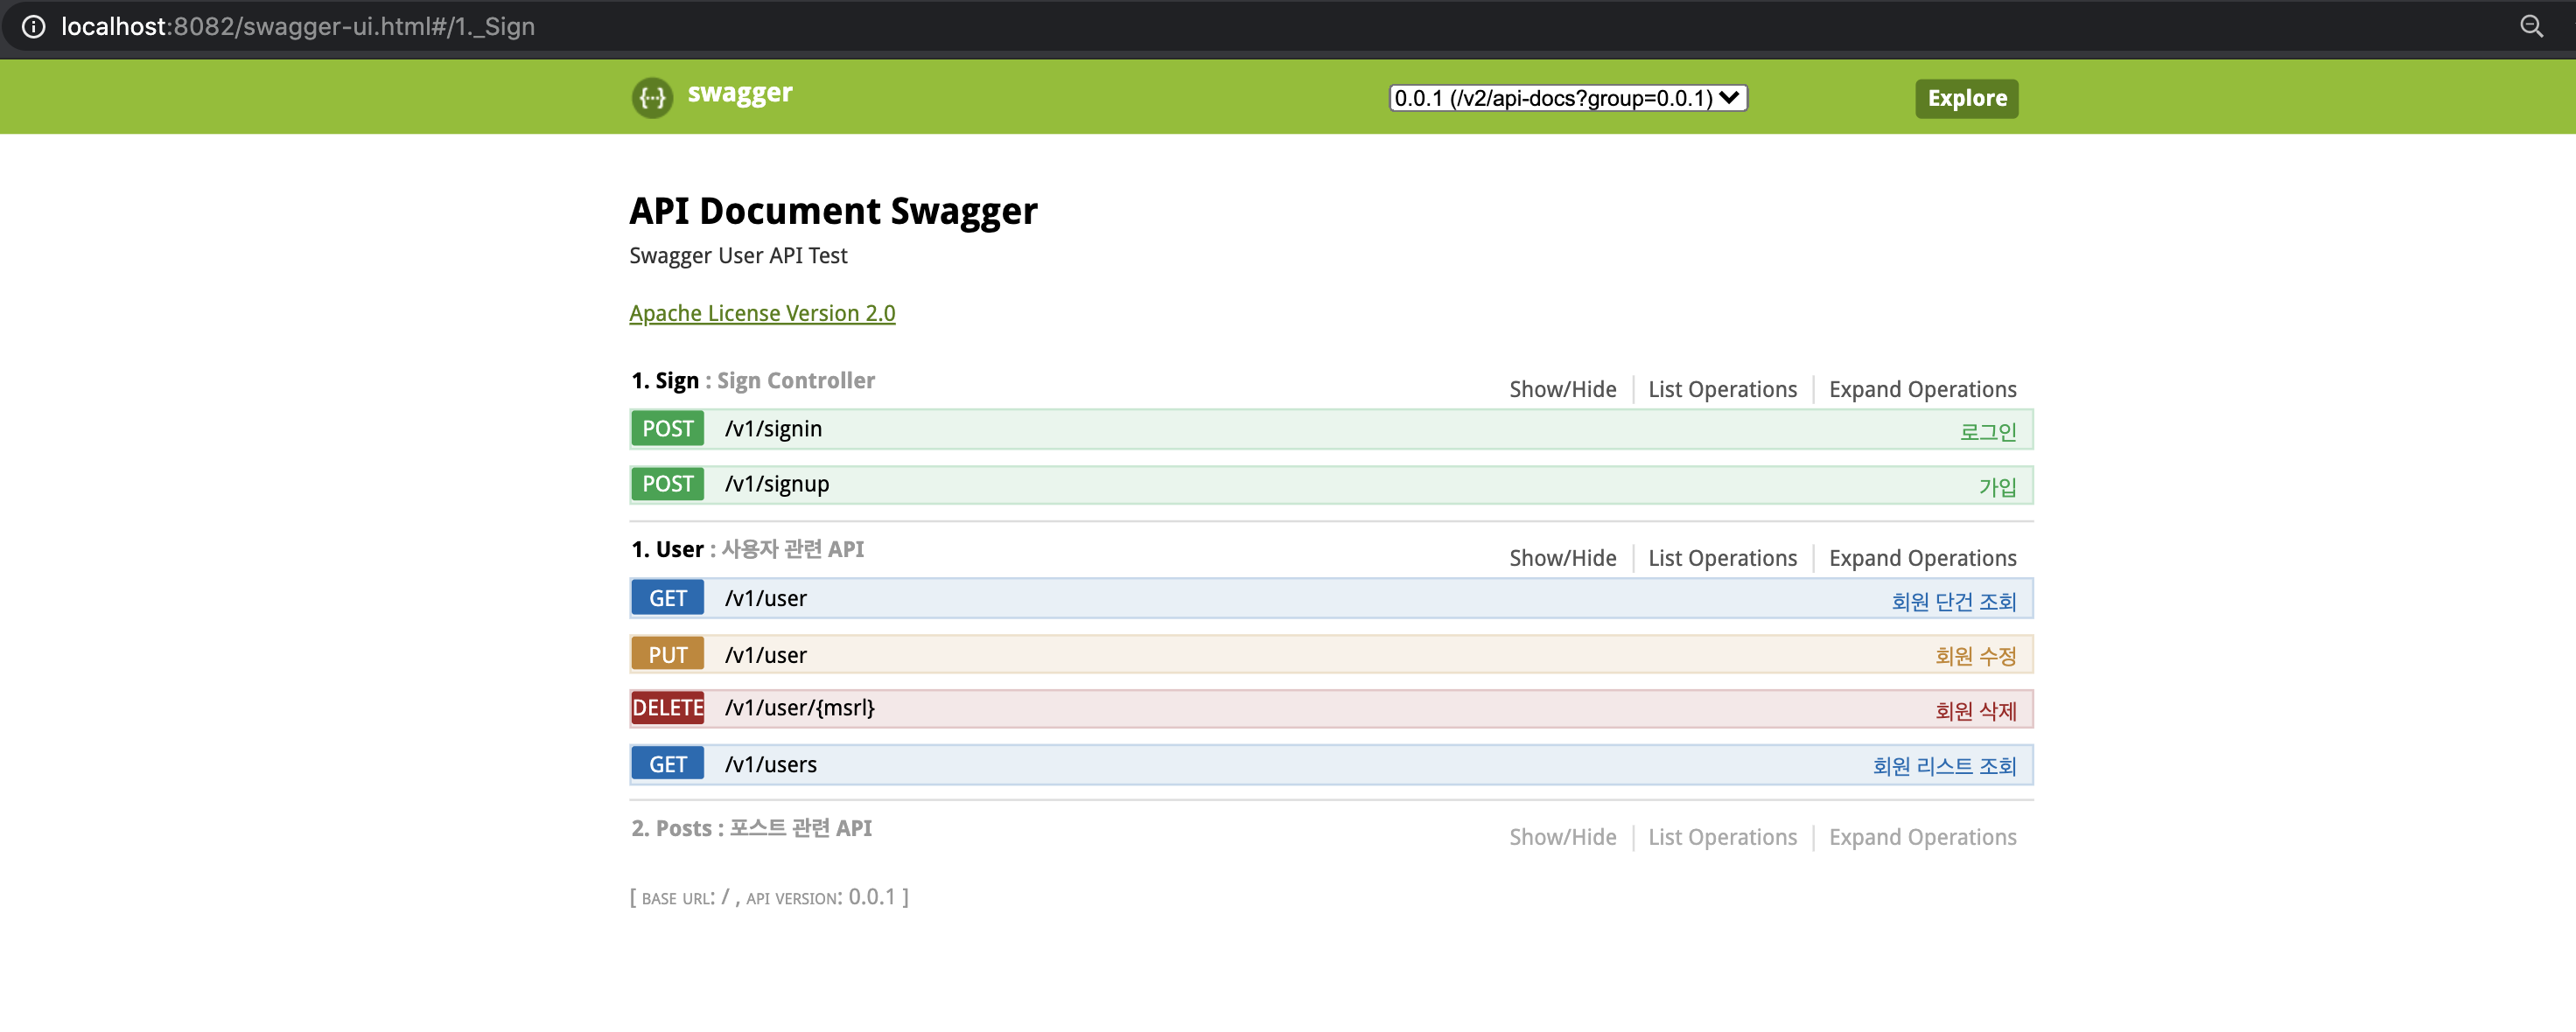 localhost:8082/swagger-ui.html#/1._Sign
{···} swagger 0.0.1 (/v2/api-docs?group=0.0.1) Explore
API Document Swagger
Swagger User API Test
Apache License Version 2.0
1. Sign : Sign Controller Show/Hide List Operations Expand Operations
POST /v1/signin 로그인
POST /v1/signup 가입
1. User : 사용자 관련 API Show/Hide List Operations Expand Operations
GET /v1/user 회원 단건 조회
PUT /v1/user 회원 수정
DELETE /v1/user/{msrl} 회원 삭제
GET /v1/users 회원 리스트 조회
2. Posts : 포스트 관련 API Show/Hide List Operations Expand Operations
[ BASE URL: / , API VERSION: 0.0.1 ]